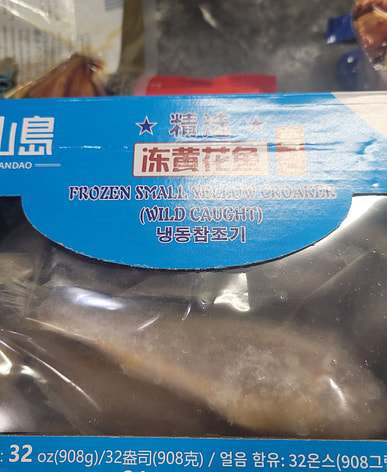 山島
ANDAO
★ 精选 ★
冻黄花鱼
FROZEN SMALL YELLOW CROAKER
(WILD CAUGHT)
냉동참조기
: 32 oz(908g)/32盎司(908克) / 얼음 함유: 32온스(908그